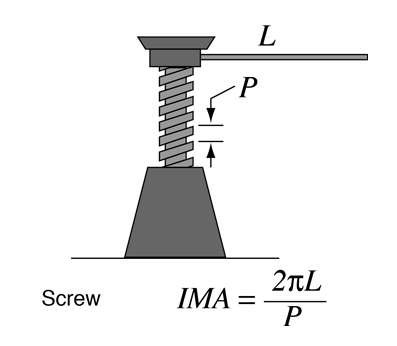 L
P
Screw
IMA = 2πL / P